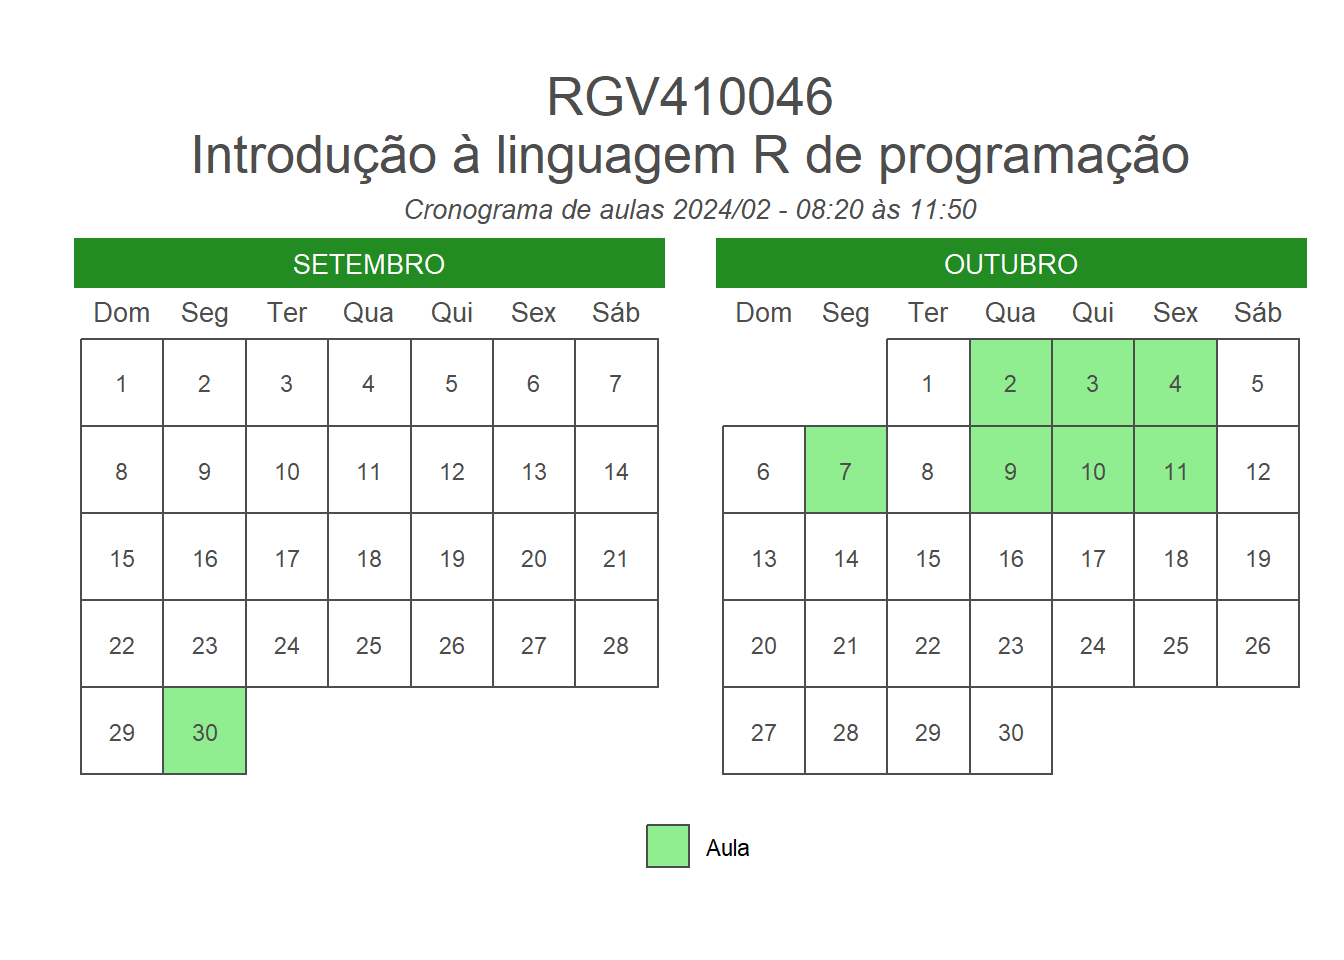 RGV410046
Introdução à linguagem R de programação
Cronograma de aulas 2024/02 - 08:20 às 11:50
SETEMBRO
Dom Seg Ter Qua Qui Sex Sáb
1 2 3 4 5 6 7
8 9 10 11 12 13 14
15 16 17 18 19 20 21
22 23 24 25 26 27 28
29 30
OUTUBRO
Dom Seg Ter Qua Qui Sex Sáb
1 2 3 4 5
6 7 8 9 10 11 12
13 14 15 16 17 18 19
20 21 22 23 24 25 26
27 28 29 30
Aula